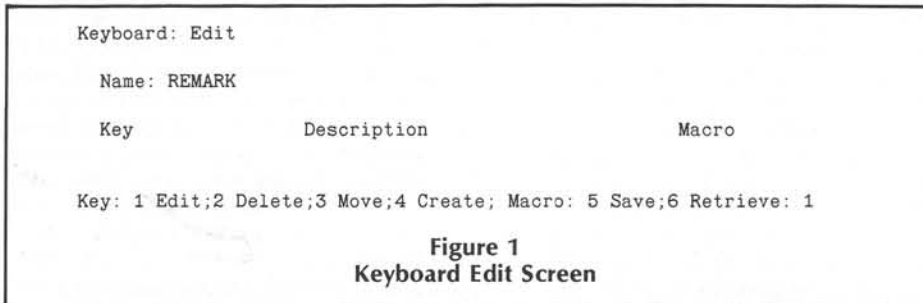 Keyboard: Edit
Name: REMARK
Key Description Macro
Key: 1 Edit;2 Delete;3 Move;4 Create; Macro: 5 Save;6 Retrieve: 1
Figure 1
Keyboard Edit Screen